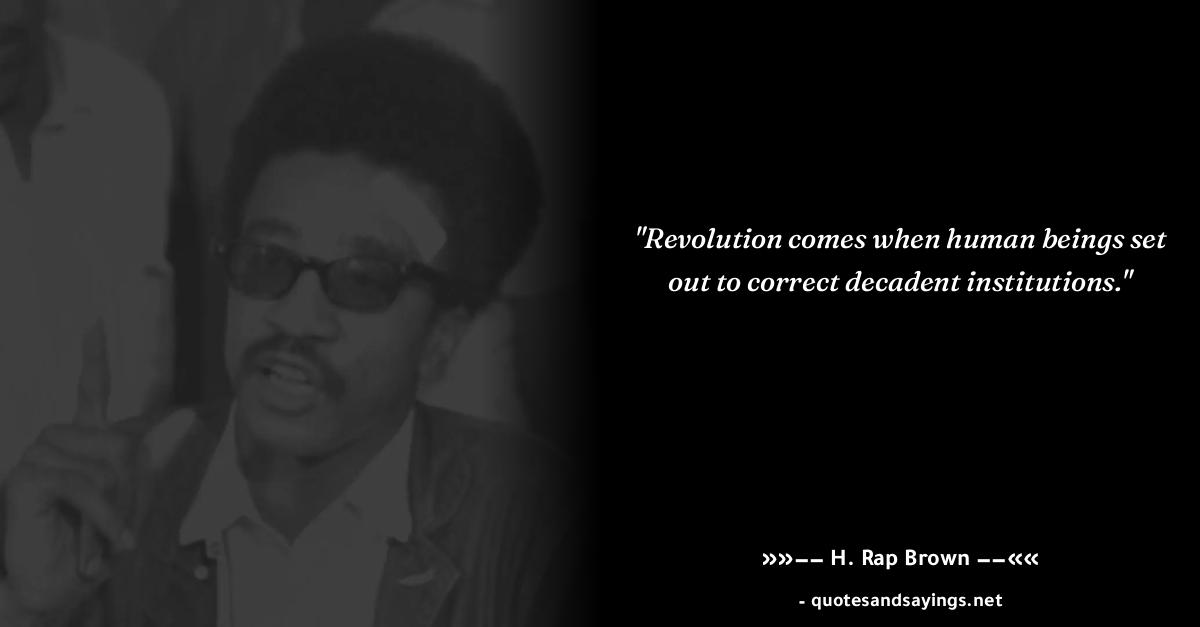 "Revolution comes when human beings set
out to correct decadent institutions."
»»–– H. Rap Brown ––««
- quotesandsayings.net